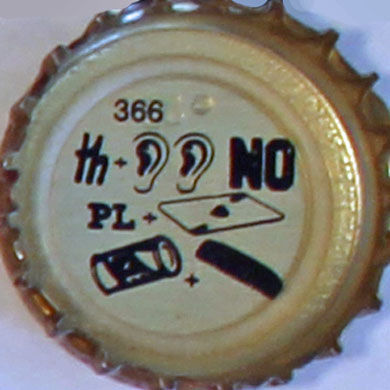 366
th + NO
PL +
+